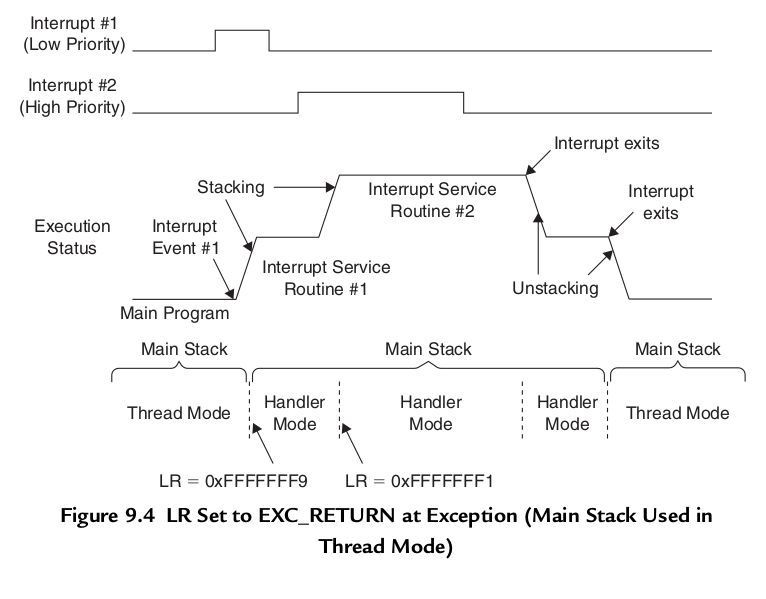 Interrupt #1
(Low Priority)
Interrupt #2
(High Priority)
Interrupt exits
Stacking
Interrupt Service
Routine #2
Interrupt
exits
Execution
Status
Interrupt
Event #1
Interrupt Service
Routine #1
Unstacking
Main Program
Main Stack
Main Stack
Main Stack
Thread Mode
Handler
Mode
Handler
Mode
Handler
Mode
Thread Mode
LR = 0xFFFFFFF9
LR = 0xFFFFFFF1
Figure 9.4 LR Set to EXC_RETURN at Exception (Main Stack Used in
Thread Mode)